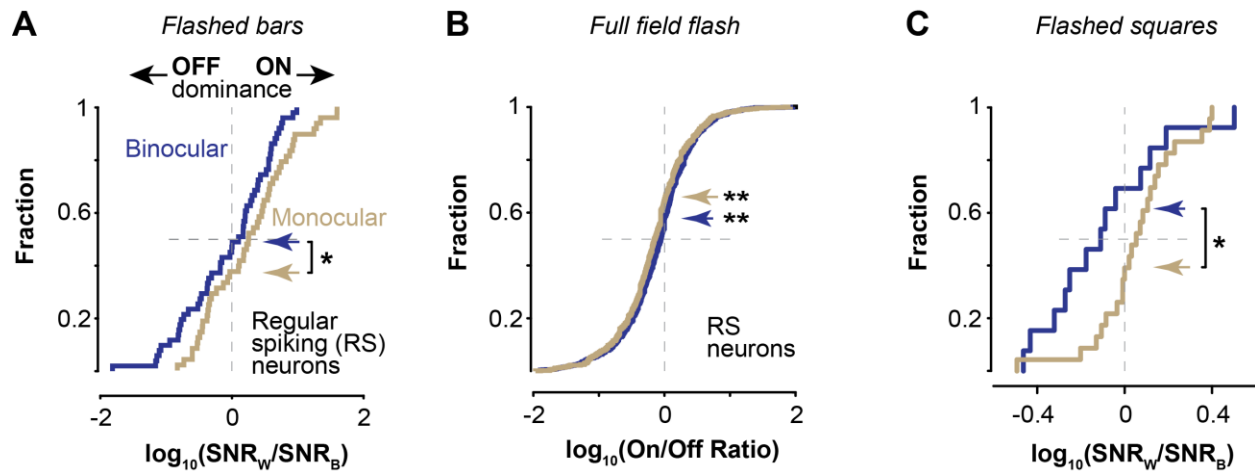 A
Flashed bars
OFF ON
dominance
Fraction
1
0.6
0.2
Binocular
Monocular
*
Regular
spiking (RS)
neurons
-2
0
2
log10(SNRW/SNRB)
B
Full field flash
Fraction
1
0.6
0.2
**
**
RS
neurons
-2
0
2
log10(On/Off Ratio)
C
Flashed squares
Fraction
1
0.6
0.2
*
-0.4
0
0.4
log10(SNRW/SNRB)